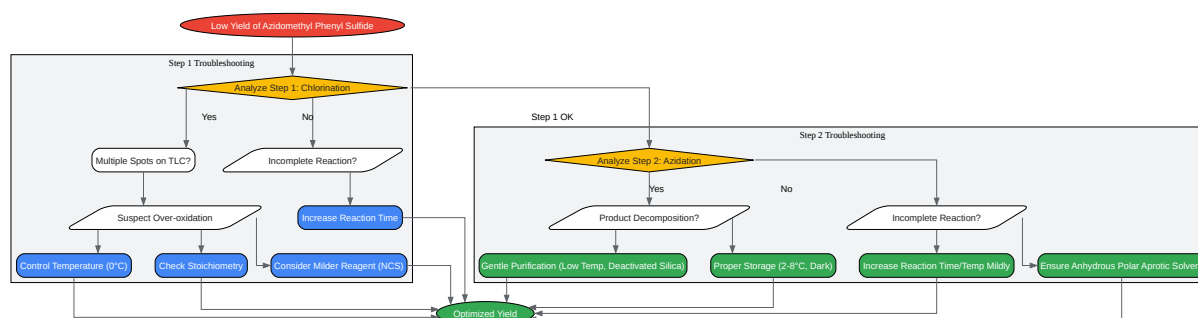 Low Yield of Azidomethyl Phenyl Sulfide
Step 1 Troubleshooting
Analyze Step 1: Chlorination
Yes
No
Step 1 OK
Multiple Spots on TLC?
Incomplete Reaction?
Suspect Over-oxidation
Increase Reaction Time
Control Temperature (0°C)
Check Stoichiometry
Consider Milder Reagent (NCS)
Step 2 Troubleshooting
Analyze Step 2: Azidation
Yes
No
Product Decomposition?
Incomplete Reaction?
Gentle Purification (Low Temp, Deactivated Silica)
Proper Storage (2-8°C, Dark)
Increase Reaction Time/Temp Mildly
Ensure Anhydrous Polar Aprotic Solven
Optimized Yield